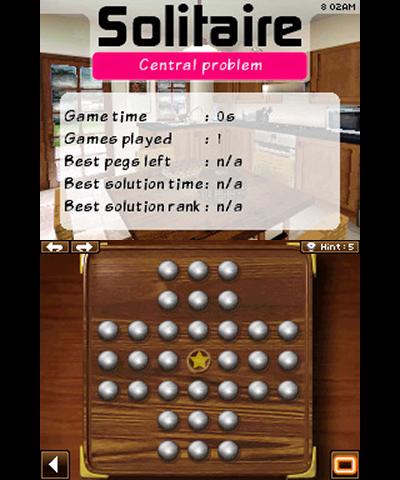 8 02AM
Solitaire
Central problem
Game time : 0s
Games played : 1
Best pegs left : n/a
Best solution time : n/a
Best solution rank : n/a
Hint : 5